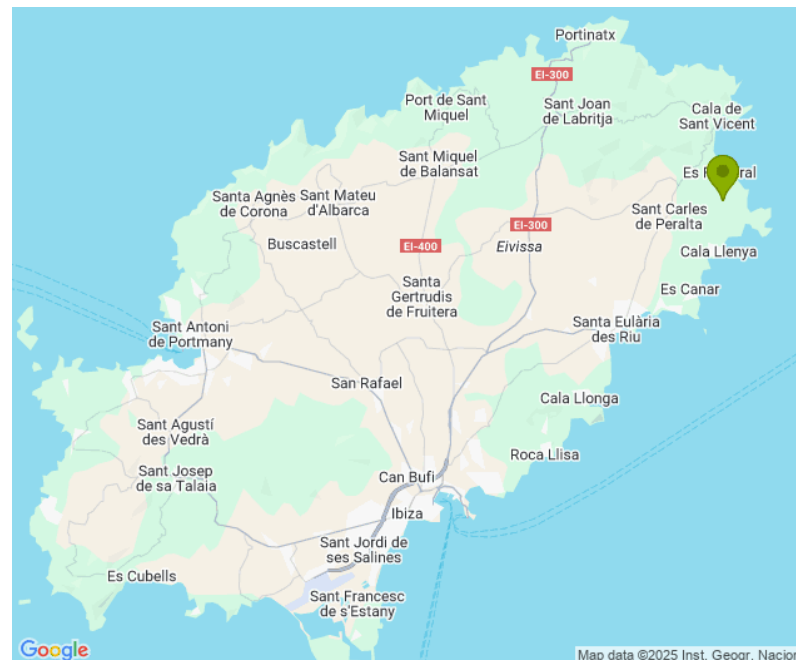 Portinatx
EI-300
Port de Sant
Miquel
Sant Joan
de Labritja
Cala de
Sant Vicent
Sant Miquel
de Balansat
Es
Santa Agnès
de Corona
Sant Mateu
d'Albarca
Sant Carles
de Peralta
EI-300
Buscastell
EI-400
Eivissa
Cala Llenya
Santa
Gertrudis
de Fruitera
Es Canar
Sant Antoni
de Portmany
Santa Eulària
des Riu
San Rafael
Cala Llonga
Sant Agustí
des Vedrà
Roca Llisa
Sant Josep
de sa Talaia
Can Bufi
Ibiza
Sant Jordi de
ses Salines
Es Cubells
Sant Francesc
de s'Estany
Google
Map data ©2025 Inst. Geogr. Nacion